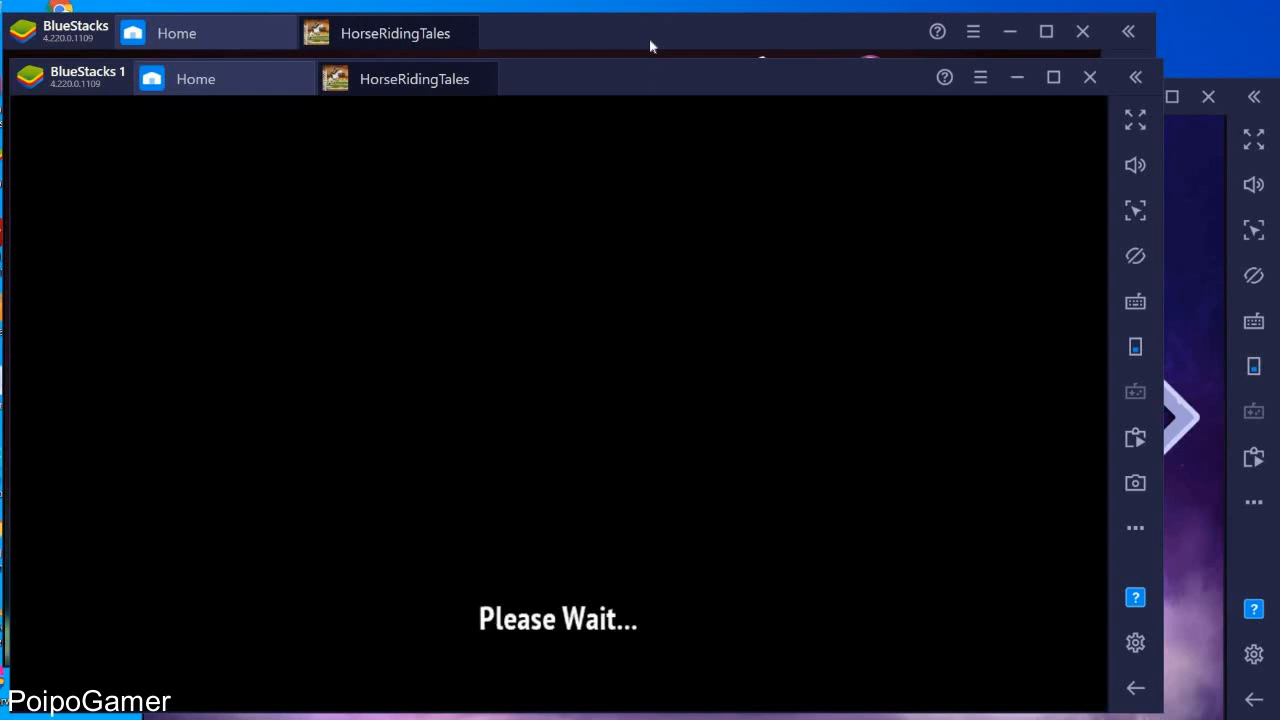 BlueStacks
4.220.0.1109
Home
HorseRidingTales
BlueStacks 1
4.220.0.1109
Home
HorseRidingTales
Please Wait...
PoipoGamer